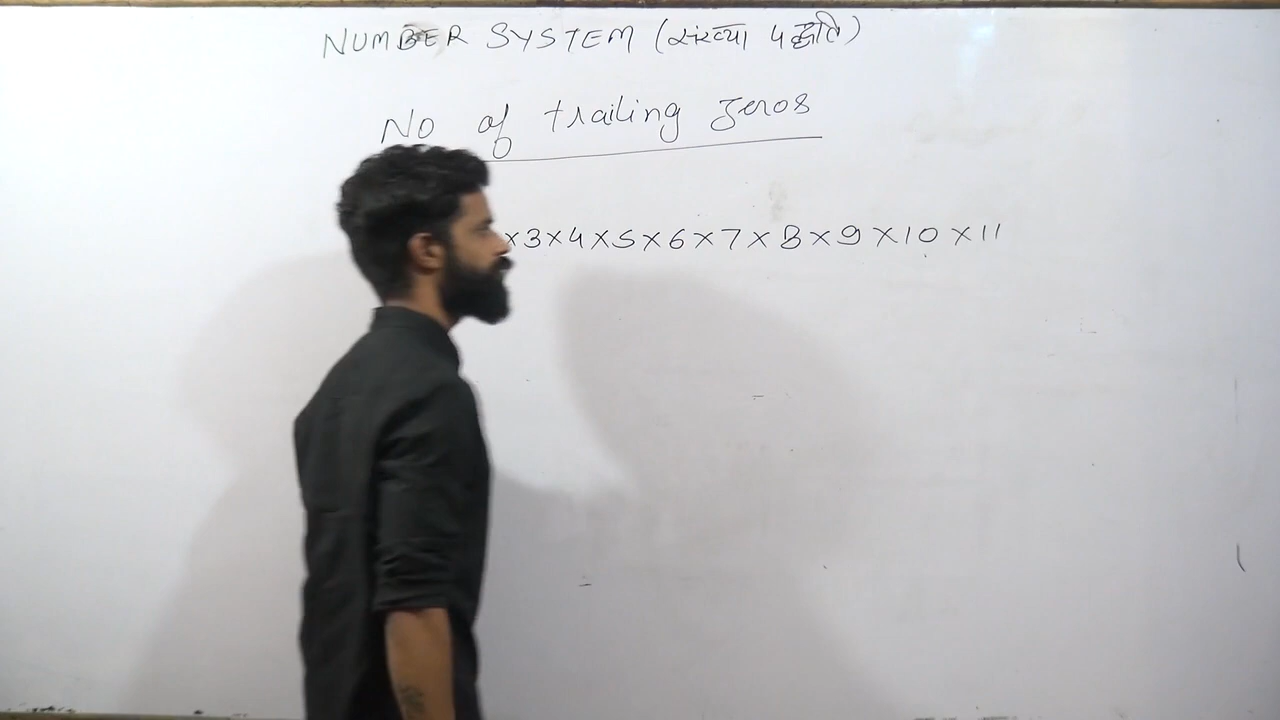 NUMBER SYSTEM (संख्या पद्धति)
No of trailing zeros
×3×4×5×6×7×8×9×10×11